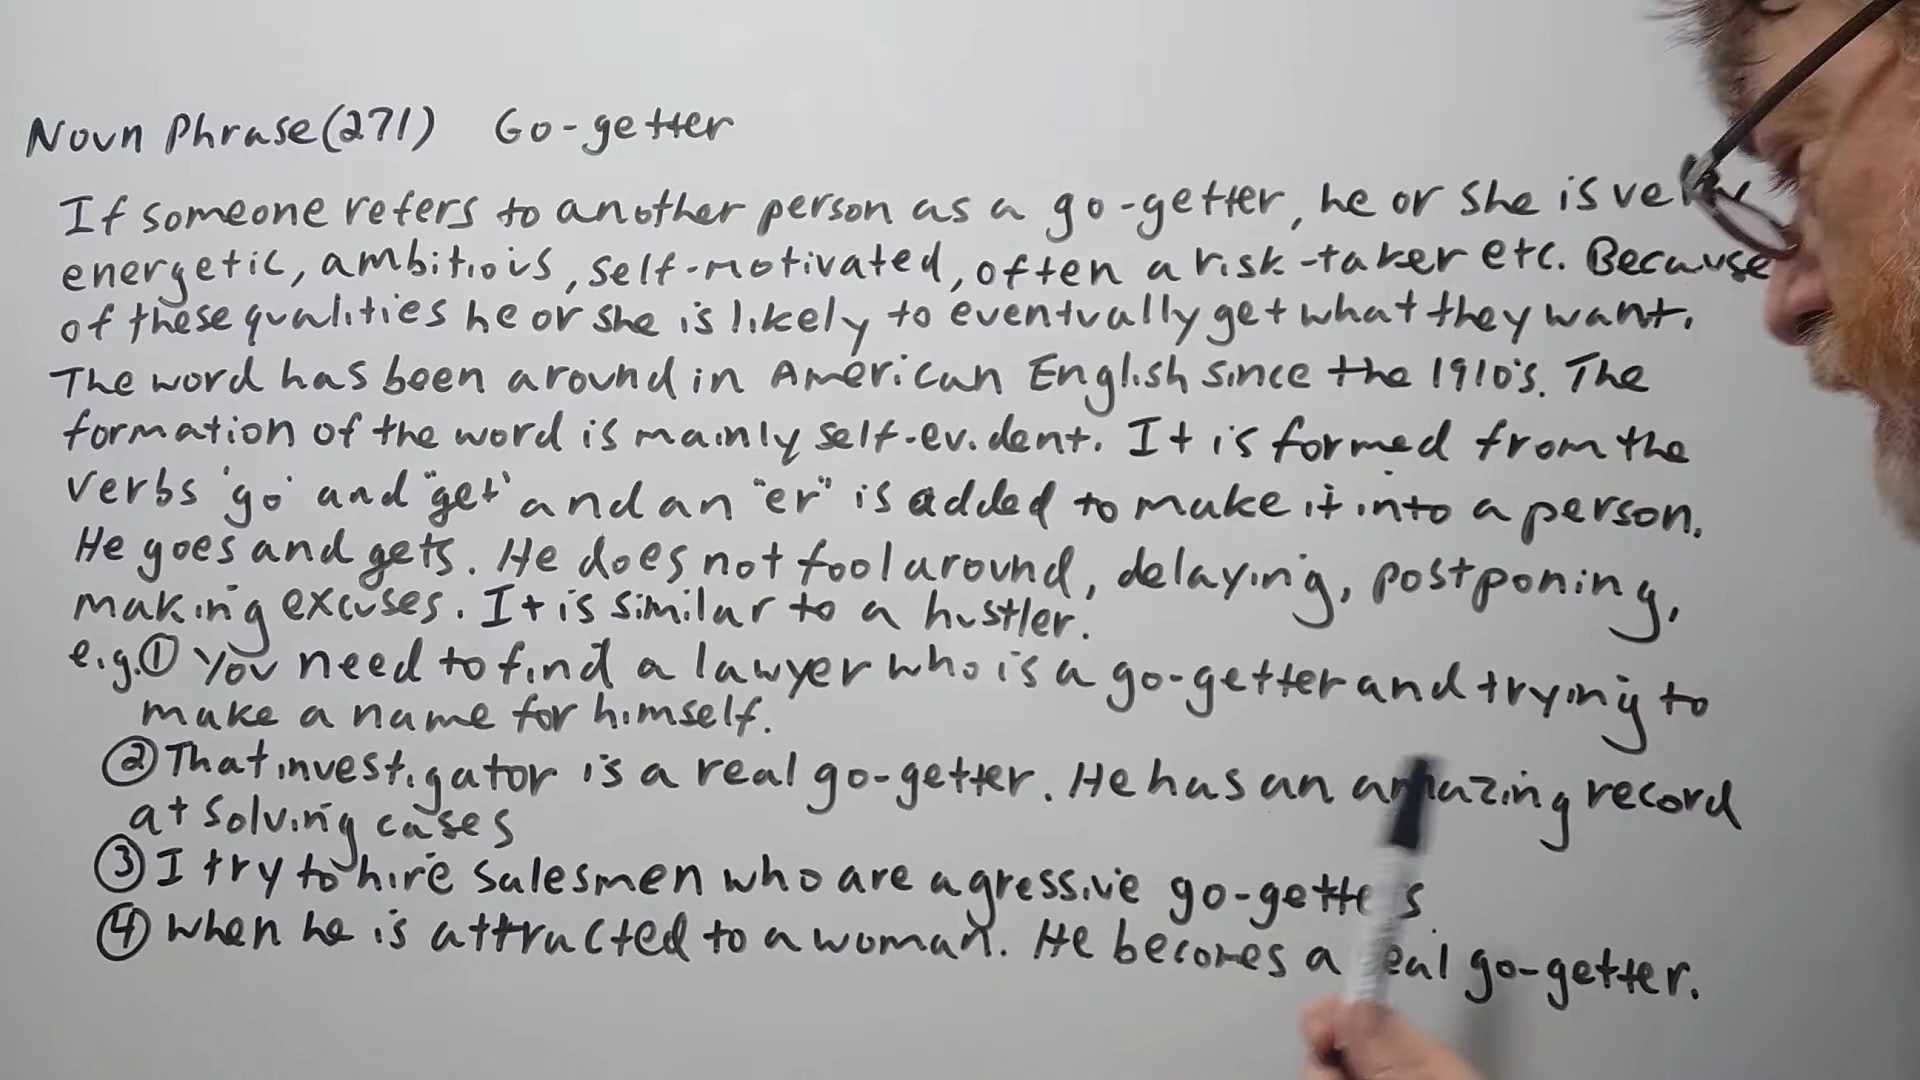 Noun Phrase(271) Go-getter
If someone refers to another person as a go-getter, he or she is very
energetic, ambitiois, self-motivated, often a risk-taker etc. Because
of these qualities he or she is likely to eventually get what they want.
The word has been around in American English since the 1910's. The
formation of the word is mainly self-evident. It is formed from the
verbs 'go' and "get" and an "er" is added to make it into a person.
He goes and gets. He does not fool around, delaying, postponing,
making excuses. It is similar to a hustler.
e.g. ① You need to find a lawyer who is a go-getter and trying to
make a name for himself.
② That investigator is a real go-getter. He has an amazing record
at solving cases
③ I try to hire salesmen who are agressive go-getters
④ when he is attracted to a woman. He becomes a real go-getter.